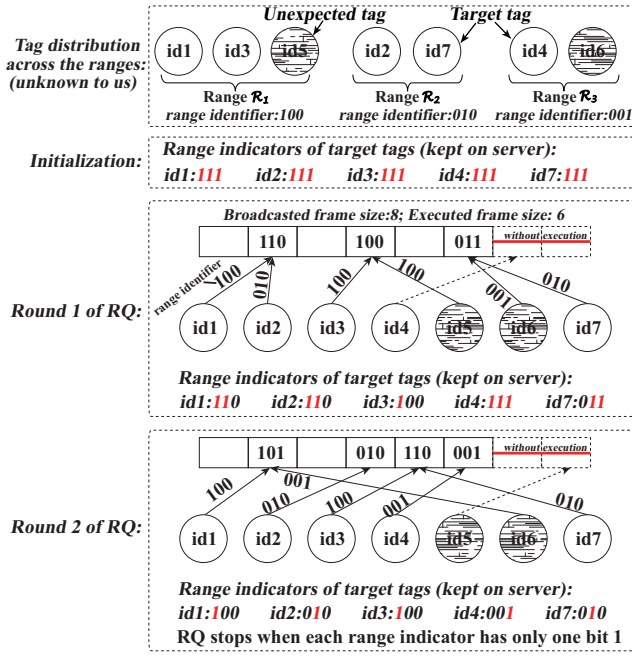 Unexpected tag Target tag
Tag distribution across the ranges: (unknown to us)
id1 id3 id5 id2 id7 id4 id6
Range R1 Range R2 Range R3
range identifier:100 range identifier:010 range identifier:001
Initialization:
Range indicators of target tags (kept on server):
id1:111 id2:111 id3:111 id4:111 id7:111
Broadcasted frame size:8; Executed frame size: 6
110 100 011 without execution
range identifier 100 010 100 100 001 010
Round 1 of RQ:
id1 id2 id3 id4 id5 id6 id7
Range indicators of target tags (kept on server):
id1:110 id2:110 id3:100 id4:111 id7:011
101 010 110 001 without execution
100 010 001 100 001 010
Round 2 of RQ:
id1 id2 id3 id4 id5 id6 id7
Range indicators of target tags (kept on server):
id1:100 id2:010 id3:100 id4:001 id7:010
RQ stops when each range indicator has only one bit 1